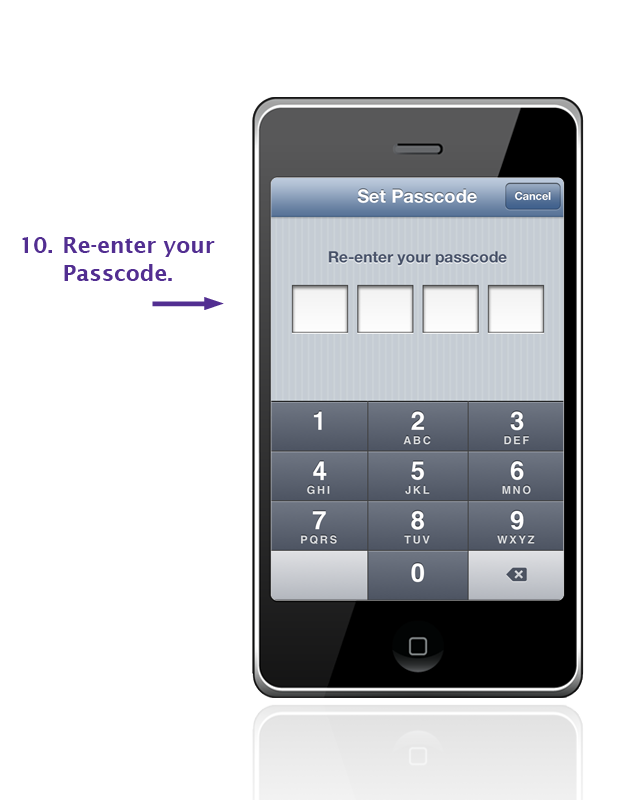 Set Passcode
Cancel
10. Re-enter your
Passcode.
Re-enter your passcode
1
2
ABC
3
DEF
4
GHI
5
JKL
6
MNO
7
PQRS
8
TUV
9
WXYZ
0